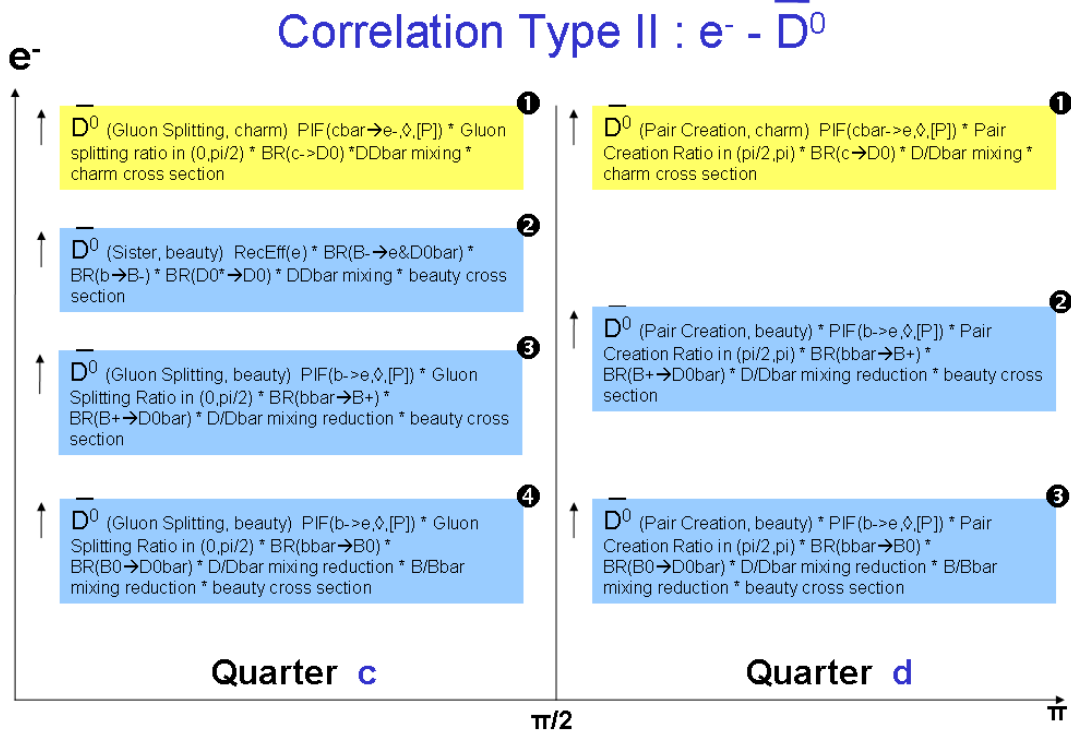 Correlation Type II : e⁻ - D̅⁰
e⁻
❶
D̅⁰ (Gluon Splitting, charm) PIF(cbar→e-,◊,[P]) * Gluon
splitting ratio in (0,pi/2) * BR(c->D0) *DDbar mixing *
charm cross section
❷
D̅⁰ (Sister, beauty) RecEff(e) * BR(B-→e&D0bar) *
BR(b→B-) * BR(D0*→D0) * DDbar mixing * beauty cross
section
❸
D̅⁰ (Gluon Splitting, beauty) PIF(b->e,◊,[P]) * Gluon
Splitting Ratio in (0,pi/2) * BR(bbar→B+) *
BR(B+→D0bar) * D/Dbar mixing reduction * beauty cross
section
❹
D̅⁰ (Gluon Splitting, beauty) PIF(b->e,◊,[P]) * Gluon
Splitting Ratio in (0,pi/2) * BR(bbar→B0) *
BR(B0→D0bar) * D/Dbar mixing reduction * B/Bbar
mixing reduction * beauty cross section
Quarter c
❶
D̅⁰ (Pair Creation, charm) PIF(cbar->e,◊,[P]) * Pair
Creation Ratio in (pi/2,pi) * BR(c→D0) * D/Dbar mixing *
charm cross section
❷
D̅⁰ (Pair Creation, beauty) * PIF(b->e,◊,[P]) * Pair
Creation Ratio in (pi/2,pi) * BR(bbar→B+) *
BR(B+→D0bar) * D/Dbar mixing reduction * beauty cross
section
❸
D̅⁰ (Pair Creation, beauty) * PIF(b->e,◊,[P]) * Pair
Creation Ratio in (pi/2,pi) * BR(bbar→B0) *
BR(B0→D0bar) * D/Dbar mixing reduction * B/Bbar
mixing reduction * beauty cross section
Quarter d
π/2
π